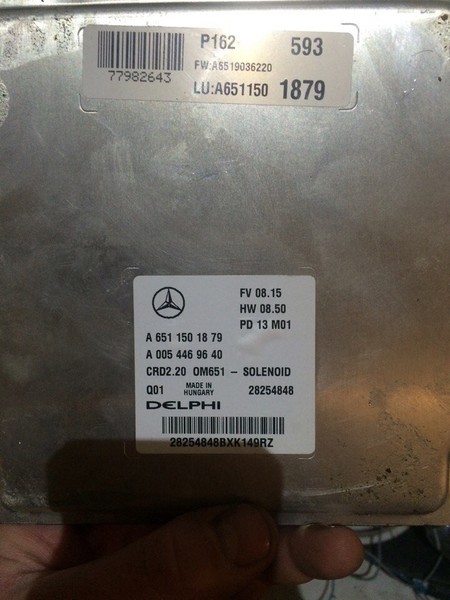 P162 593
77982643
FW:A6519036220
LU:A651150 1879
FV 08.15
HW 08.50
PD 13 M01
A 651 150 18 79
A 005 446 96 40
CRD2.20 OM651 - SOLENOID
Q01 MADE IN HUNGARY 28254848
DELPHI
28254848BXK149RZ